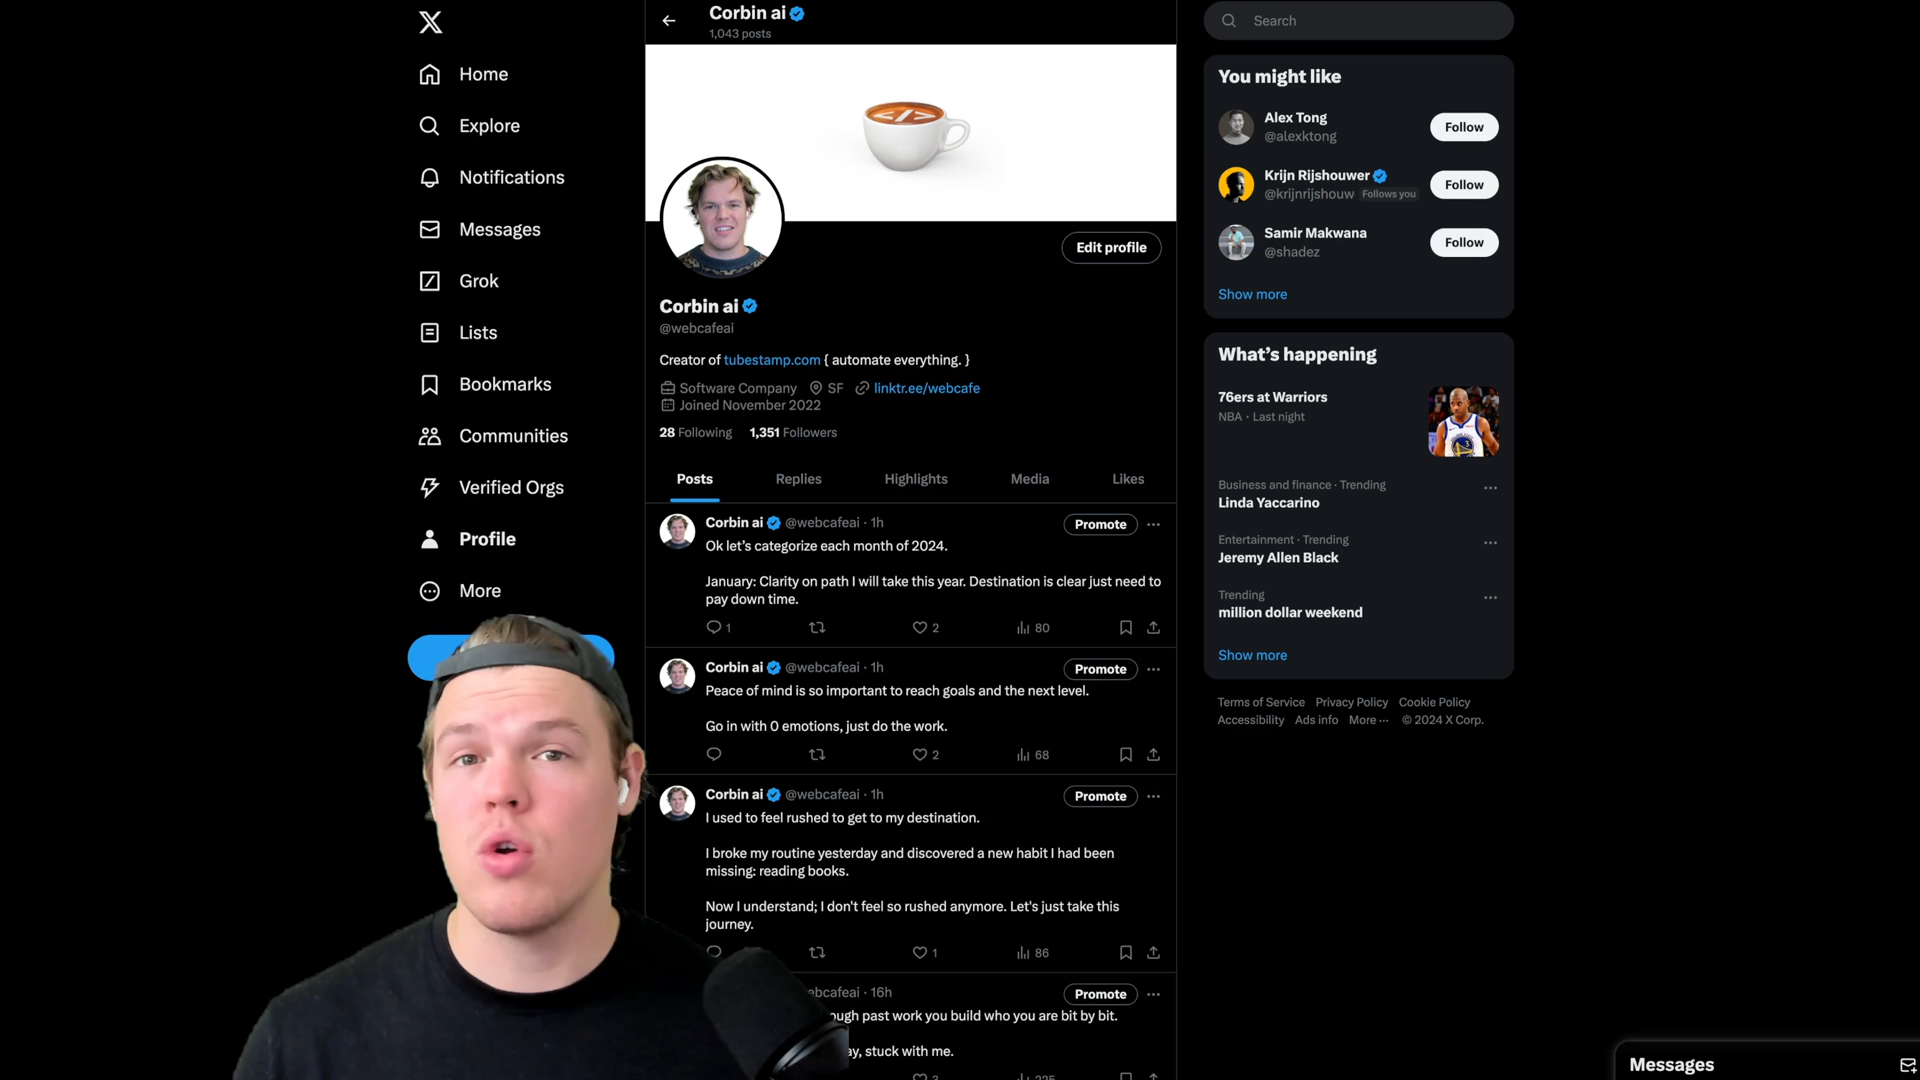 Home
Explore
Notifications
Messages
Grok
Lists
Bookmarks
Communities
Verified Orgs
Profile
More
Corbin ai
1,043 posts
</>
Edit profile
Corbin ai
@webcafeai
Creator of tubestamp.com { automate everything. }
Software Company SF linktr.ee/webcafe
Joined November 2022
28 Following 1,351 Followers
Posts Replies Highlights Media Likes
Corbin ai @webcafeai · 1h Promote
Ok let’s categorize each month of 2024.
January: Clarity on path I will take this year. Destination is clear just need to
pay down time.
1 2 80
Corbin ai @webcafeai · 1h Promote
Peace of mind is so important to reach goals and the next level.
Go in with 0 emotions, just do the work.
2 68
Corbin ai @webcafeai · 1h Promote
I used to feel rushed to get to my destination.
I broke my routine yesterday and discovered a new habit I had been
missing: reading books.
Now I understand; I don't feel so rushed anymore. Let's just take this
journey.
1 86
ebcafeai · 16h Promote
ough past work you build who you are bit by bit.
ay, stuck with me.
Search
You might like
Alex Tong
@alexktong
Follow
Krijn Rijshouwer
@krijnrijshouw Follows you
Follow
Samir Makwana
@shadez
Follow
Show more
What’s happening
76ers at Warriors
NBA · Last night
Business and finance · Trending
Linda Yaccarino
Entertainment · Trending
Jeremy Allen Black
Trending
million dollar weekend
Show more
Terms of Service Privacy Policy Cookie Policy
Accessibility Ads info More ··· © 2024 X Corp.
Messages